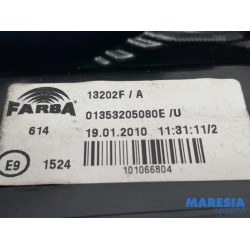 FARBA
13202F / A
01353205080E /U
614
19.01.2010 11:31:11/2
E9 1524
101066804
MARESIA